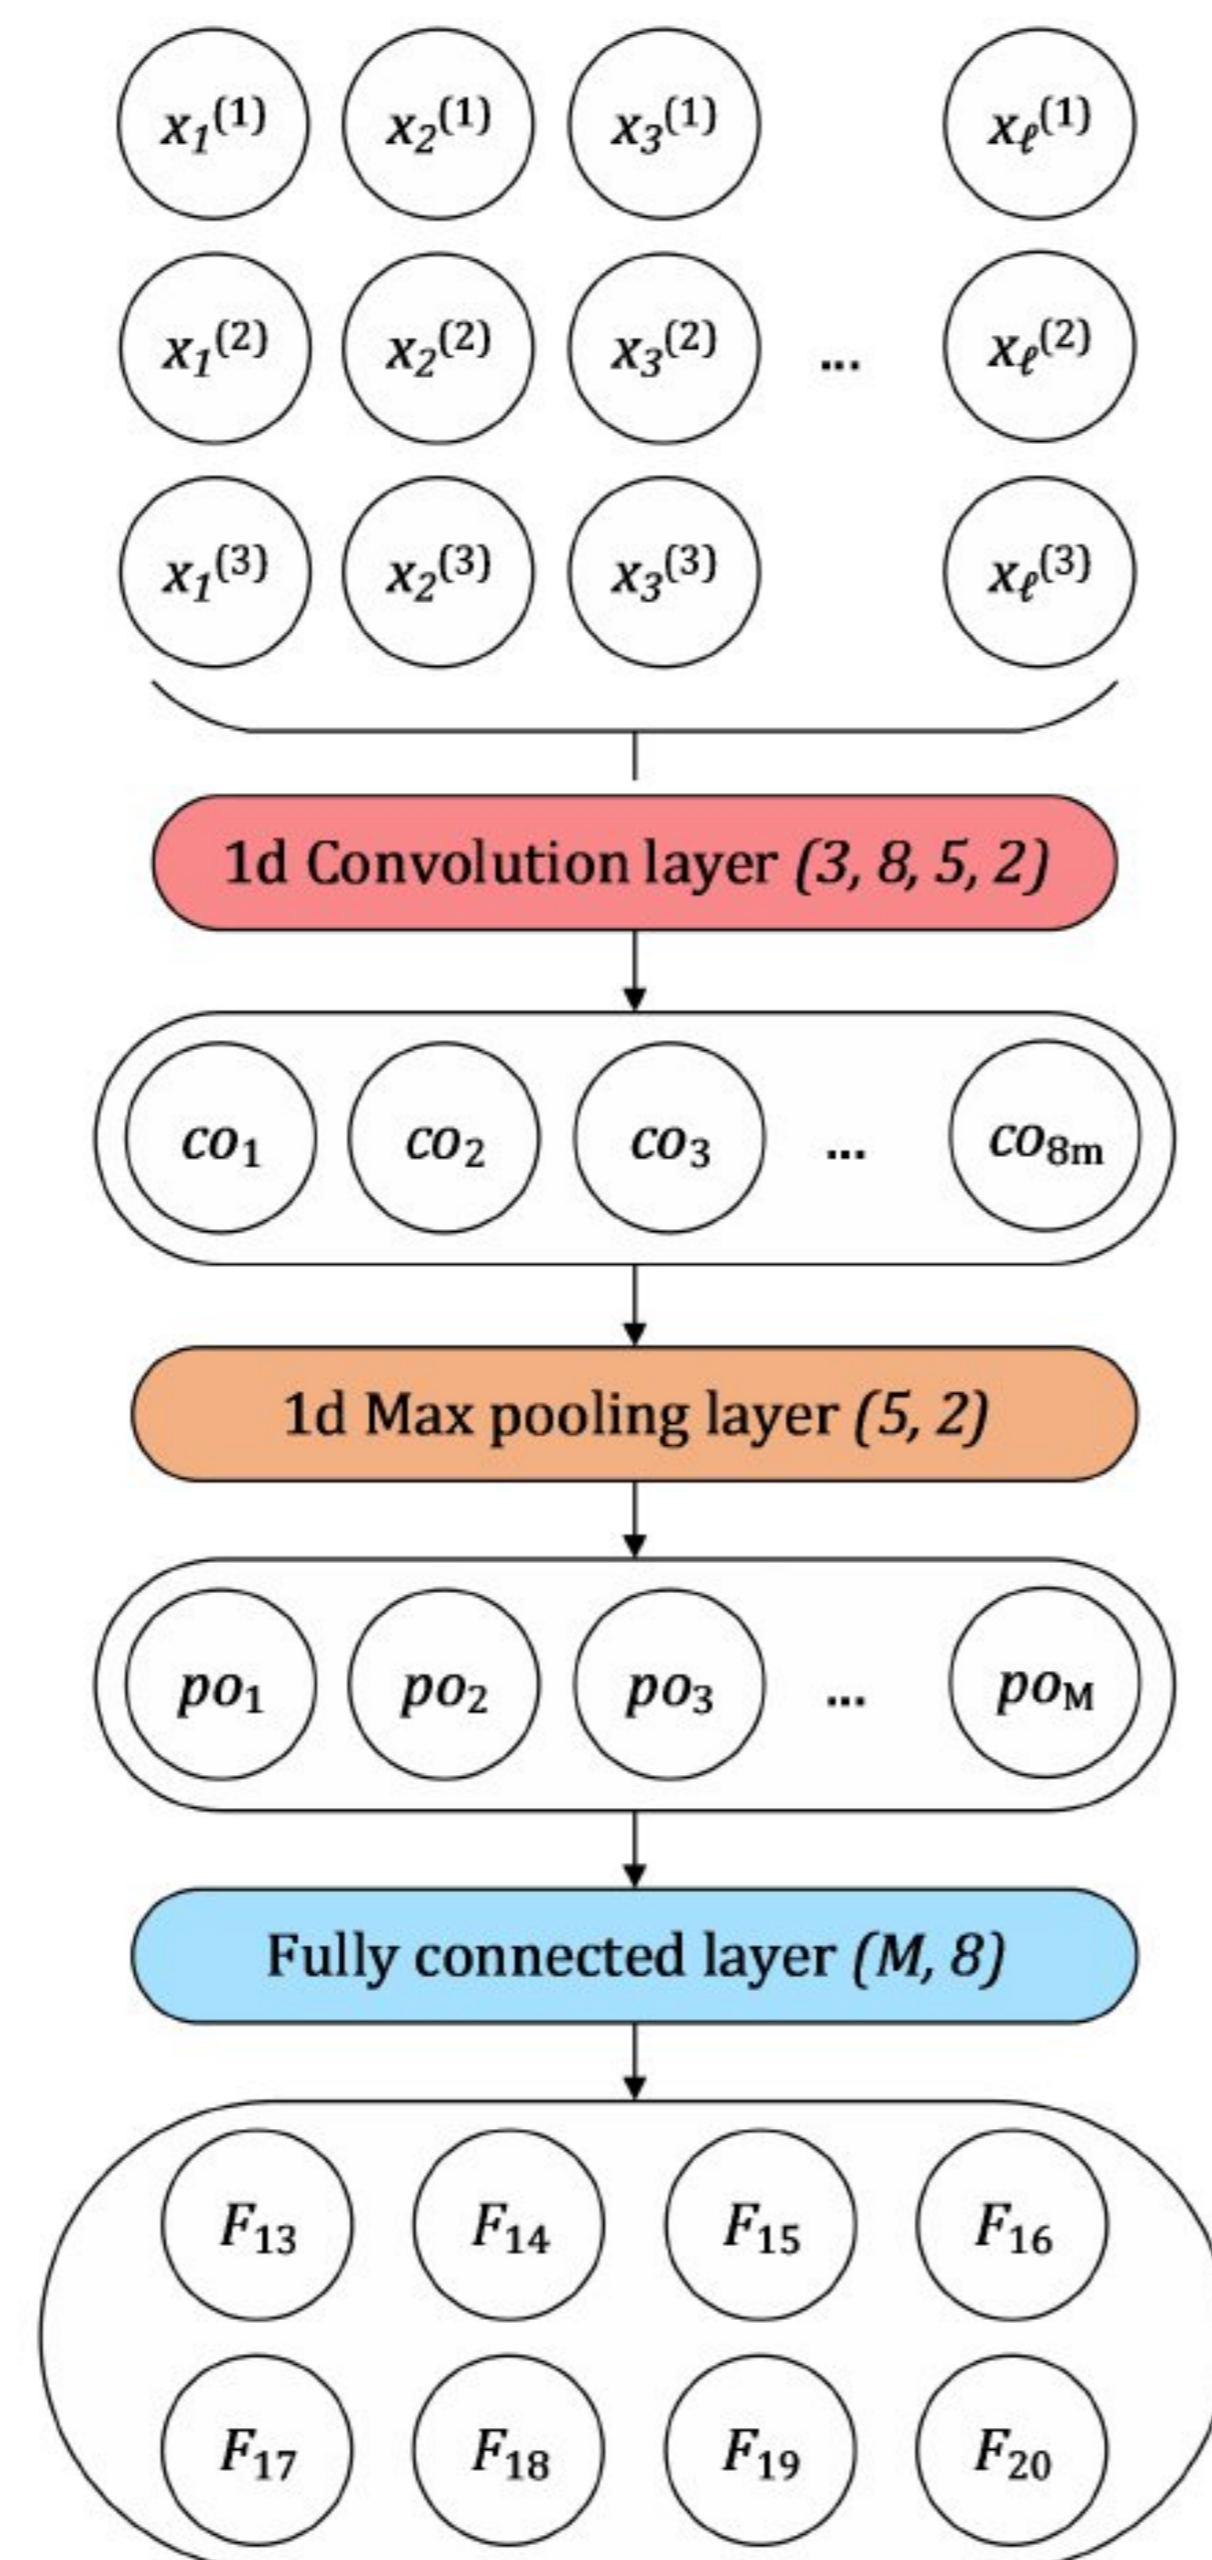 x₁⁽¹⁾ x₂⁽¹⁾ x₃⁽¹⁾ xℓ⁽¹⁾
x₁⁽²⁾ x₂⁽²⁾ x₃⁽²⁾ ... xℓ⁽²⁾
x₁⁽³⁾ x₂⁽³⁾ x₃⁽³⁾ xℓ⁽³⁾
1d Convolution layer (3, 8, 5, 2)
co₁ co₂ co₃ ... co₈ₘ
1d Max pooling layer (5, 2)
po₁ po₂ po₃ ... po_M
Fully connected layer (M, 8)
F₁₃ F₁₄ F₁₅ F₁₆
F₁₇ F₁₈ F₁₉ F₂₀